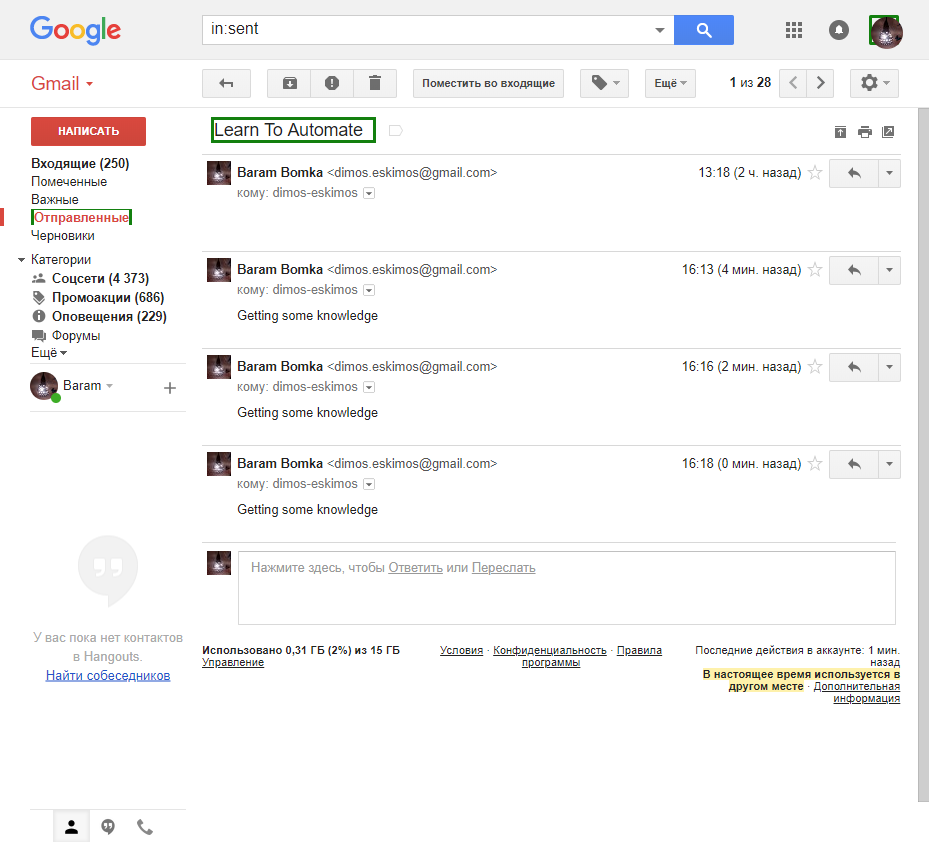 Google
in:sent
Gmail
Поместить во входящие
Ещё
1 из 28
НАПИСАТЬ
Входящие (250)
Помеченные
Важные
Отправленные
Черновики
Категории
Соцсети (4 373)
Промоакции (686)
Оповещения (229)
Форумы
Ещё
Baram
У вас пока нет контактов
в Hangouts.
Найти собеседников
Learn To Automate
Baram Bomka <dimos.eskimos@gmail.com>
13:18 (2 ч. назад)
кому: dimos-eskimos
Baram Bomka <dimos.eskimos@gmail.com>
16:13 (4 мин. назад)
кому: dimos-eskimos
Getting some knowledge
Baram Bomka <dimos.eskimos@gmail.com>
16:16 (2 мин. назад)
кому: dimos-eskimos
Getting some knowledge
Baram Bomka <dimos.eskimos@gmail.com>
16:18 (0 мин. назад)
кому: dimos-eskimos
Getting some knowledge
Нажмите здесь, чтобы Ответить или Переслать
Использовано 0,31 ГБ (2%) из 15 ГБ
Управление
Условия · Конфиденциальность · Правила
программы
Последние действия в аккаунте: 1 мин.
назад
В настоящее время используется в
другом месте · Дополнительная
информация